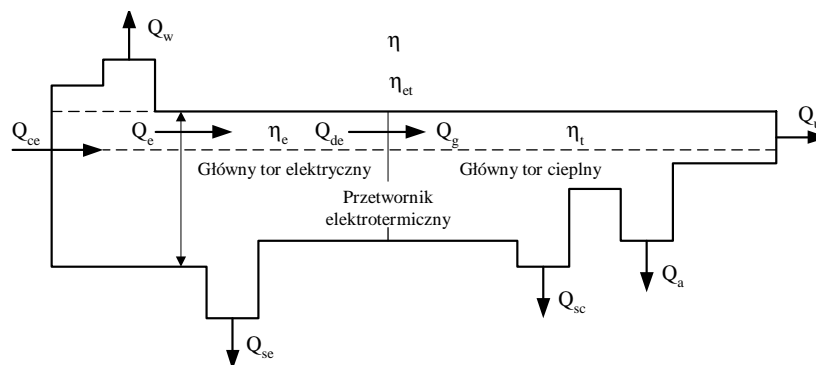 Q_w
η
η_et
Q_ce
Q_e
η_e
Q_de
Q_g
η_t
Q_u
Główny tor elektryczny
Główny tor cieplny
Przetwornik
elektrotermiczny
Q_a
Q_sc
Q_se